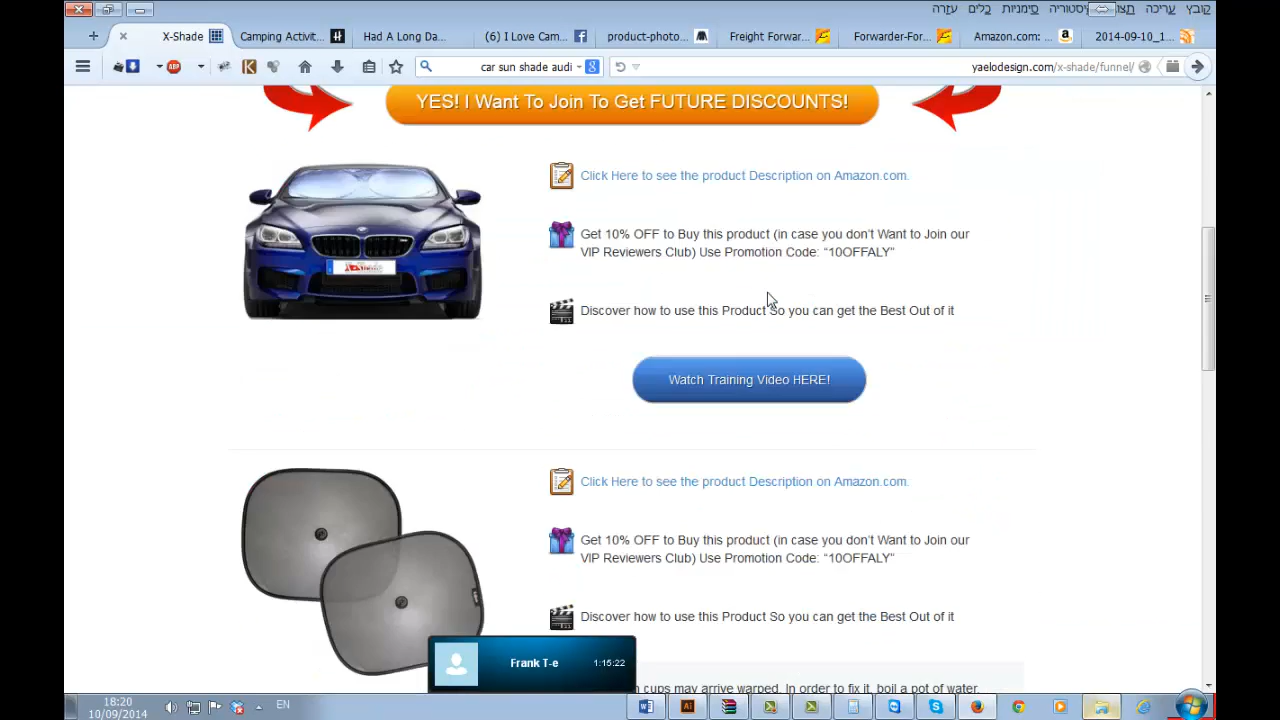 קובץ עריכה תצו יסטוריה סימניות כלים עזרה
X-Shade
Camping Activit...
Had A Long Da...
(6) I Love Cam...
product-photo...
Freight Forwar...
Forwarder-For...
Amazon.com: ...
2014-09-10_1...
car sun shade audi
yaelodesign.com/x-shade/funnel/
YES! I Want To Join To Get FUTURE DISCOUNTS!
Click Here to see the product Description on Amazon.com.
Get 10% OFF to Buy this product (in case you don't Want to Join our
VIP Reviewers Club) Use Promotion Code: “10OFFALY”
Discover how to use this Product So you can get the Best Out of it
Watch Training Video HERE!
Click Here to see the product Description on Amazon.com.
Get 10% OFF to Buy this product (in case you don't Want to Join our
VIP Reviewers Club) Use Promotion Code: “10OFFALY”
Discover how to use this Product So you can get the Best Out of it
Frank T-e 1:15:22
cups may arrive warped. In order to fix it, boil a pot of water,
18:20
10/09/2014
EN